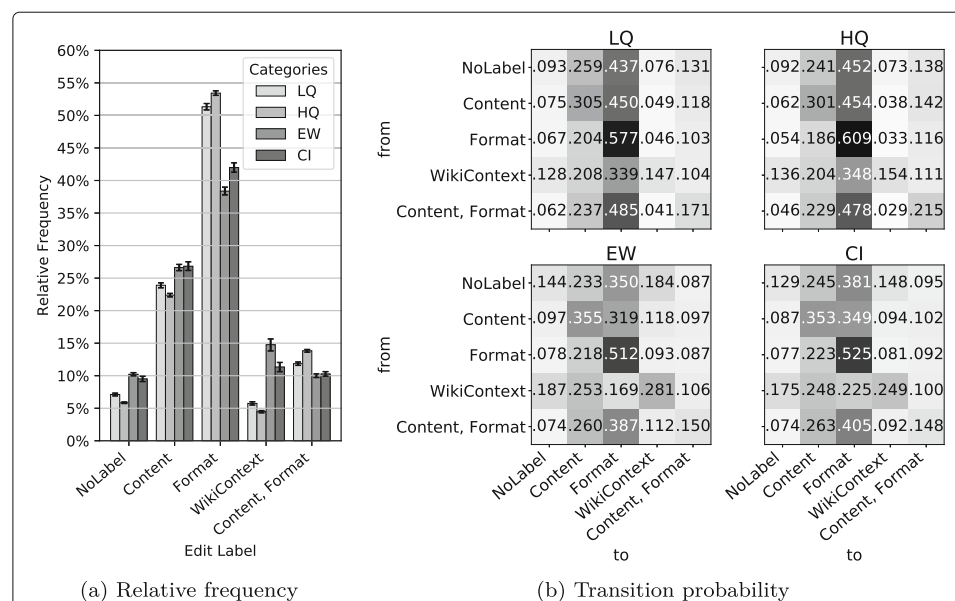 60%
55%
50%
45%
40%
35%
30%
25%
20%
15%
10%
5%
0%
Relative Frequency
Categories
LQ
HQ
EW
CI
NoLabel
Content
Format
WikiContext
Content, Format
Edit Label
(a) Relative frequency
LQ
from
NoLabel .093 .259 .437 .076 .131
Content .075 .305 .450 .049 .118
Format .067 .204 .577 .046 .103
WikiContext .128 .208 .339 .147 .104
Content, Format .062 .237 .485 .041 .171
HQ
.092 .241 .452 .073 .138
.062 .301 .454 .038 .142
.054 .186 .609 .033 .116
.136 .204 .348 .154 .111
.046 .229 .478 .029 .215
EW
from
NoLabel .144 .233 .350 .184 .087
Content .097 .355 .319 .118 .097
Format .078 .218 .512 .093 .087
WikiContext .187 .253 .169 .281 .106
Content, Format .074 .260 .387 .112 .150
NoLabel
Content
Format
WikiContext
Content, Format
to
CI
.129 .245 .381 .148 .095
.087 .353 .349 .094 .102
.077 .223 .525 .081 .092
.175 .248 .225 .249 .100
.074 .263 .405 .092 .148
NoLabel
Content
Format
WikiContext
Content, Format
to
(b) Transition probability